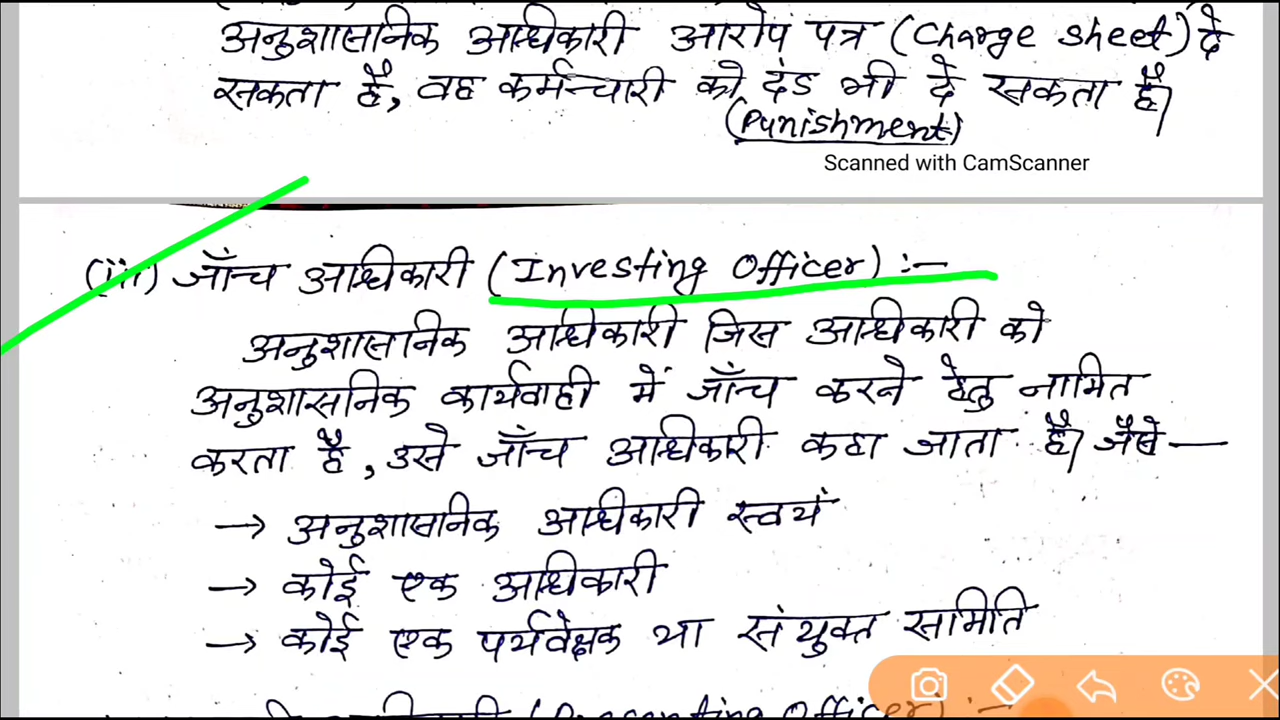 अनुशासनिक अधिकारी आरोप पत्र (Charge sheet) दे
सकता है, वह कर्मचारी को दंड भी दे सकता है।
(Punishment)
Scanned with CamScanner
(iii) जाँच अधिकारी (Investing Officer) :-
अनुशासनिक अधिकारी जिस अधिकारी को
अनुशासनिक कार्यवाही में जाँच करने हेतु नामित
करता है, उसे जाँच अधिकारी कहा जाता है। जैसे —
→ अनुशासनिक अधिकारी स्वयं
→ कोई एक अधिकारी
→ कोई एक पर्यवेक्षक या संयुक्त समिति
(Presenting Officer) :-